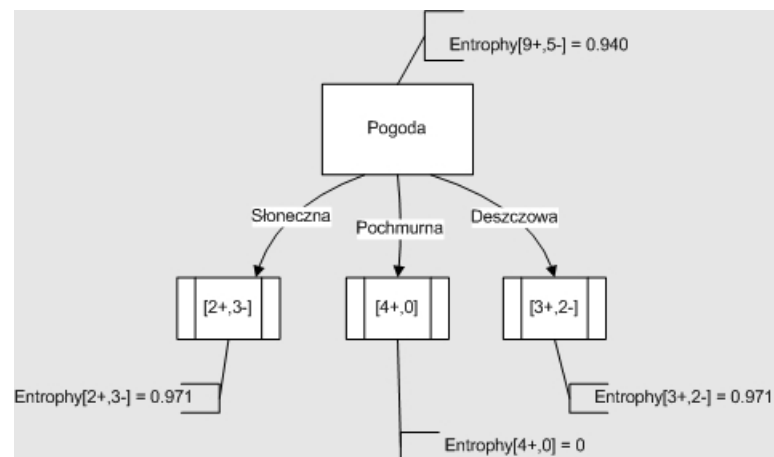 Entrophy[9+,5-] = 0.940
Pogoda
Słoneczna
Pochmurna
Deszczowa
[2+,3-]
[4+,0]
[3+,2-]
Entrophy[2+,3-] = 0.971
Entrophy[3+,2-] = 0.971
Entrophy[4+,0] = 0